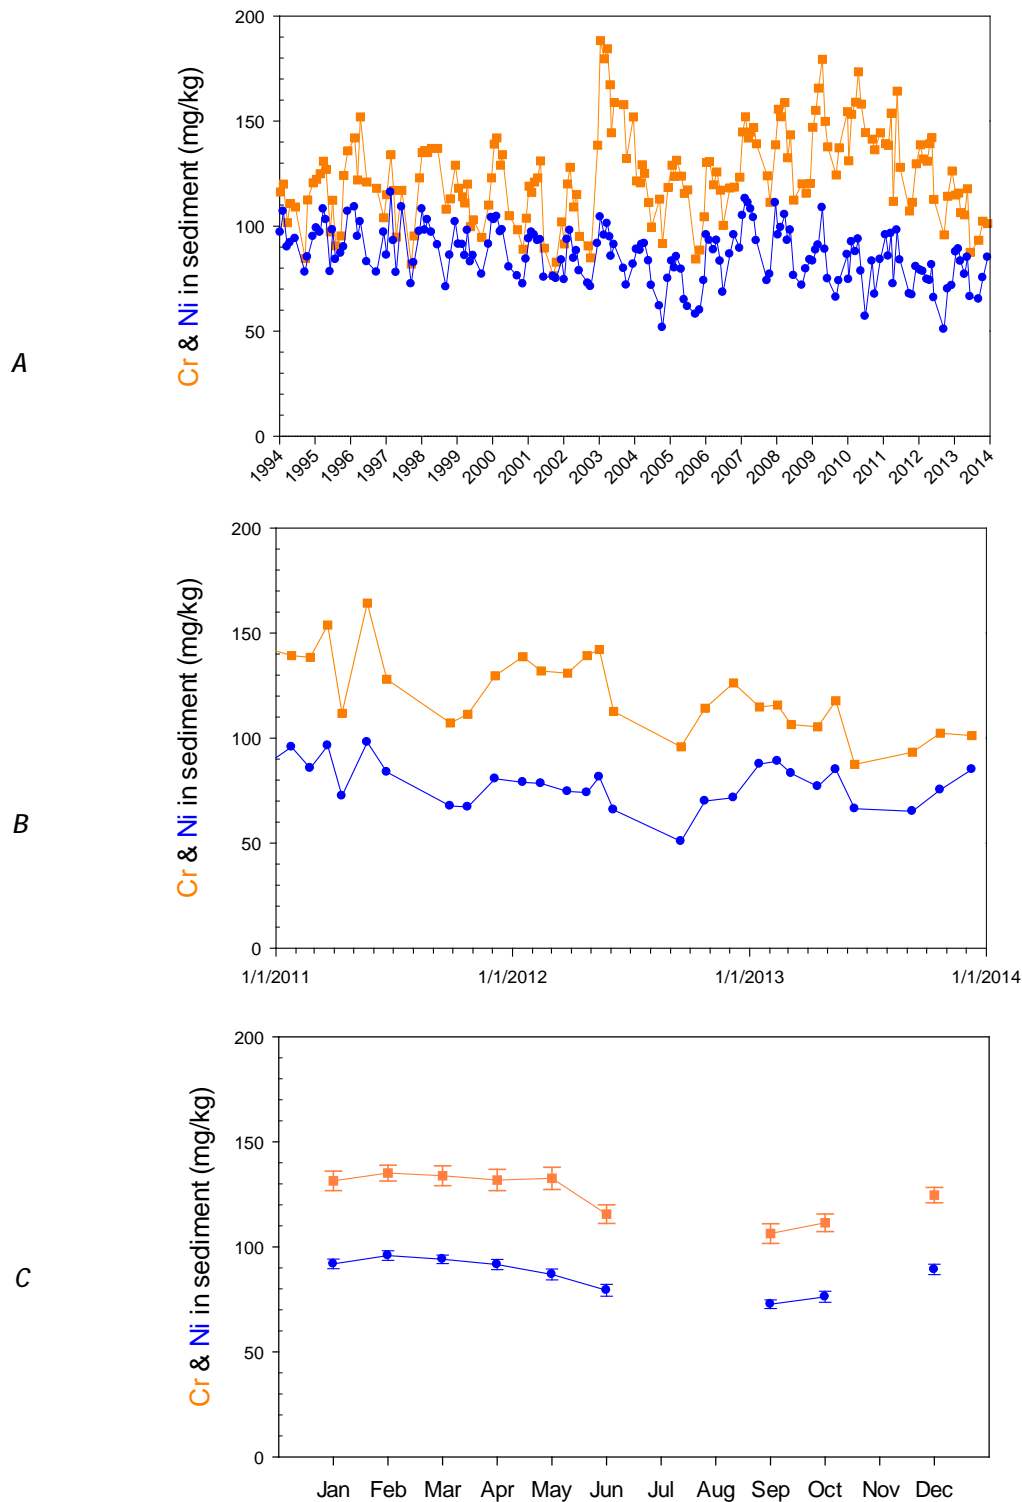 200
150
100
50
0
Cr & Ni in sediment (mg/kg)
A
1994 1995 1996 1997 1998 1999 2000 2001 2002 2003 2004 2005 2006 2007 2008 2009 2010 2011 2012 2013 2014
200
150
100
50
0
Cr & Ni in sediment (mg/kg)
B
1/1/2011 1/1/2012 1/1/2013 1/1/2014
200
150
100
50
0
Cr & Ni in sediment (mg/kg)
C
Jan Feb Mar Apr May Jun Jul Aug Sep Oct Nov Dec